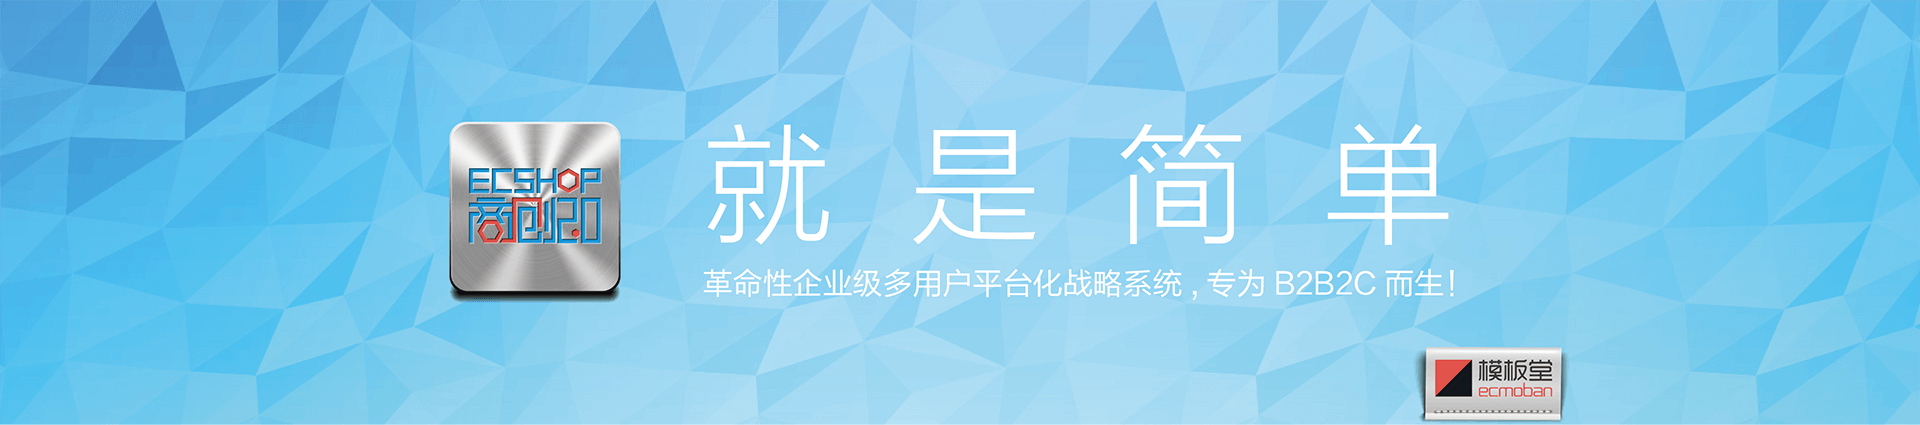 ECSHOP
商创2.0
就是简单
革命性企业级多用户平台化战略系统，专为 B2B2C 而生！
模板堂
ecmoban